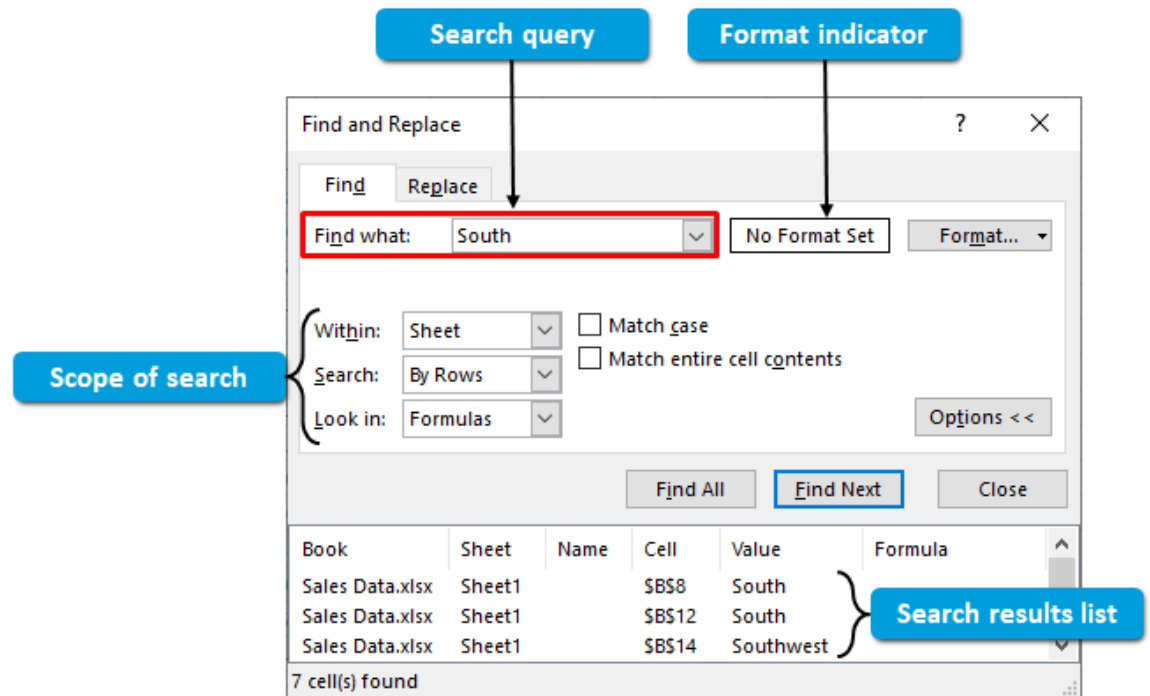 Search query
Format indicator
Find and Replace
?
Find
Replace
Find what:
South
No Format Set
Format...
Within:
Sheet
Match case
Match entire cell contents
Scope of search
Search:
By Rows
Look in:
Formulas
Options <<
Find All
Find Next
Close
Book Sheet Name Cell Value Formula
Sales Data.xlsx Sheet1 $B$8 South
Sales Data.xlsx Sheet1 $B$12 South
Search results list
Sales Data.xlsx Sheet1 $B$14 Southwest
7 cell(s) found